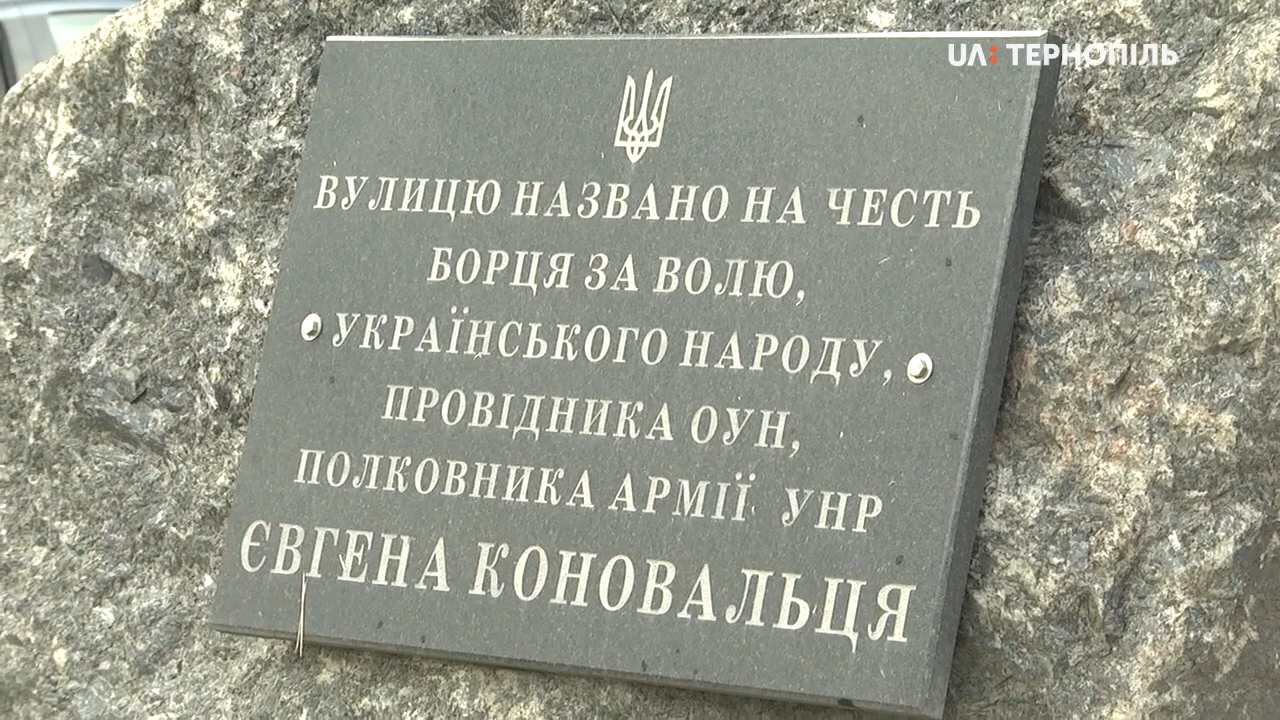 UA: ТЕРНОПІЛЬ
ВУЛИЦЮ НАЗВАНО НА ЧЕСТЬ
БОРЦЯ ЗА ВОЛЮ,
УКРАЇНСЬКОГО НАРОДУ,
ПРОВІДНИКА ОУН,
ПОЛКОВНИКА АРМІЇ УНР
ЄВГЕНА КОНОВАЛЬЦЯ